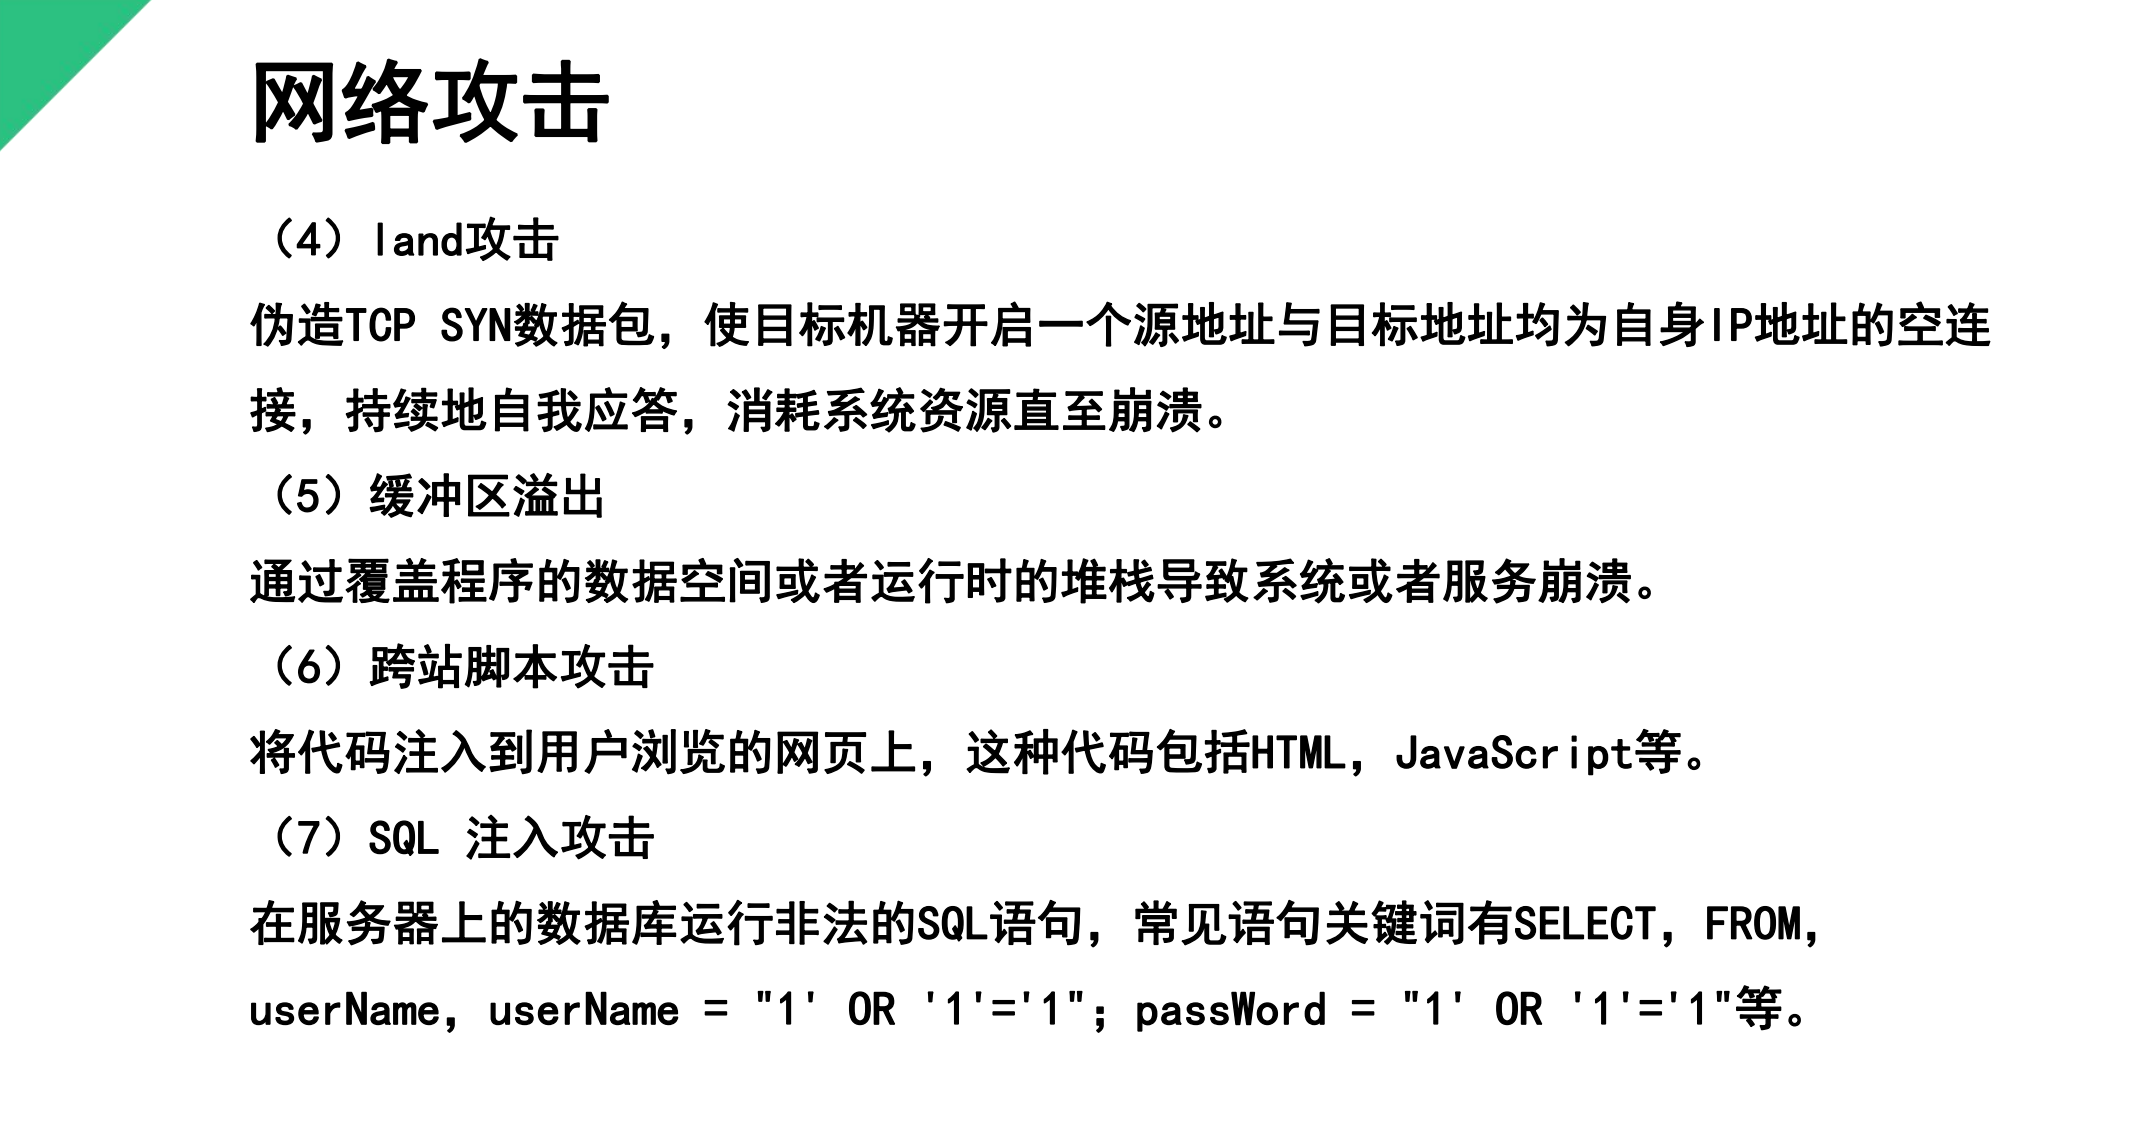 网络攻击
（4）land攻击
伪造TCP SYN数据包，使目标机器开启一个源地址与目标地址均为自身IP地址的空连
接，持续地自我应答，消耗系统资源直至崩溃。
（5）缓冲区溢出
通过覆盖程序的数据空间或者运行时的堆栈导致系统或者服务崩溃。
（6）跨站脚本攻击
将代码注入到用户浏览的网页上，这种代码包括HTML，JavaScript等。
（7）SQL 注入攻击
在服务器上的数据库运行非法的SQL语句，常见语句关键词有SELECT，FROM，
userName，userName = "1' OR '1'='1"；passWord = "1' OR '1'='1"等。